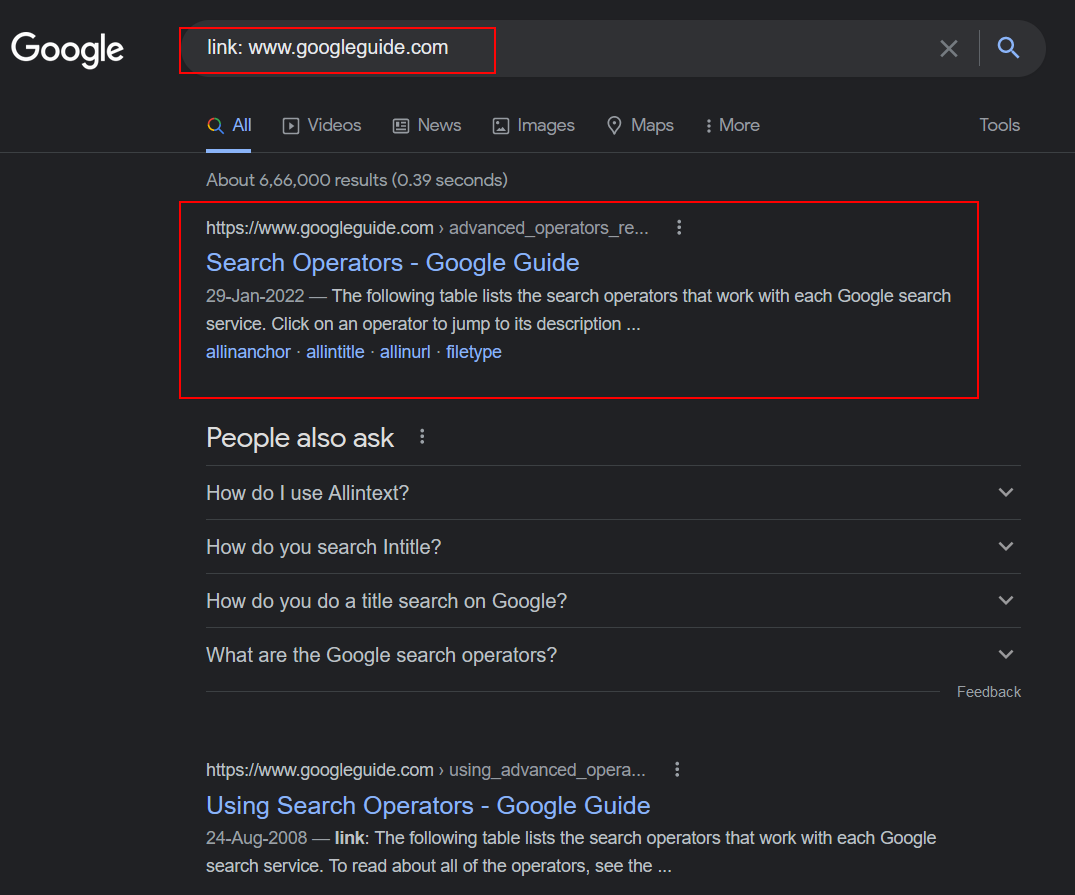 Google
link: www.googleguide.com
All Videos News Images Maps More Tools
About 6,66,000 results (0.39 seconds)
https://www.googleguide.com › advanced_operators_re...
Search Operators - Google Guide
29-Jan-2022 — The following table lists the search operators that work with each Google search
service. Click on an operator to jump to its description ...
allinanchor · allintitle · allinurl · filetype
People also ask
How do I use Allintext?
How do you search Intitle?
How do you do a title search on Google?
What are the Google search operators?
Feedback
https://www.googleguide.com › using_advanced_opera...
Using Search Operators - Google Guide
24-Aug-2008 — link: The following table lists the search operators that work with each Google
search service. To read about all of the operators, see the ...